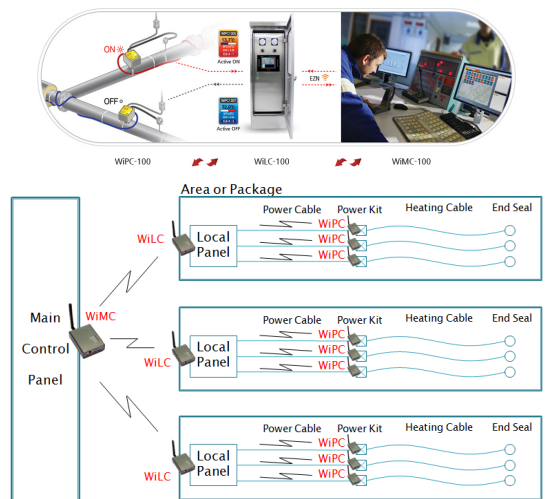 ON
Active ON
EZN
OFF
Active OFF
WiPC-100 WiLC-100 WiMC-100
Area or Package
Power Cable Power Kit Heating Cable End Seal
WiLC
Local
Panel
WiPC
WiPC
WiPC
Main
Control
Panel
WiMC
Power Cable Power Kit Heating Cable End Seal
WiLC
Local
Panel
WiPC
WiPC
WiPC
Power Cable Power Kit Heating Cable End Seal
WiLC
Local
Panel
WiPC
WiPC
WiPC